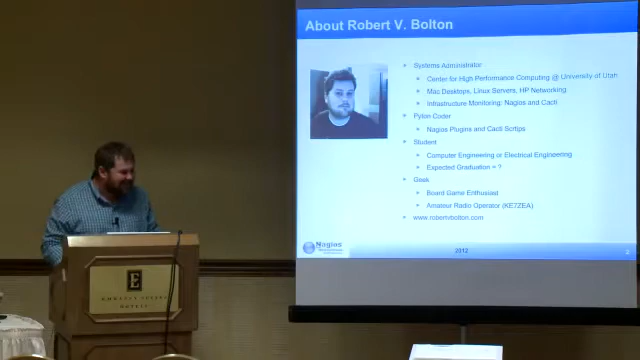 About Robert V. Bolton
Systems Administrator
Center for High Performance Computing @ University of Utah
Mac Desktops, Linux Servers, HP Networking
Infrastructure Monitoring: Nagios and Cacti
Pyton Coder
Nagios Plugins and Cacti Scrtips
Student
Computer Engineering or Electrical Engineering
Expected Graduation = ?
Geek
Board Game Enthusiast
Amateur Radio Operator (KE7ZEA)
www.robertvbolton.com
Nagios
2012
2
E
EMBASSY SUITES
HOTELS